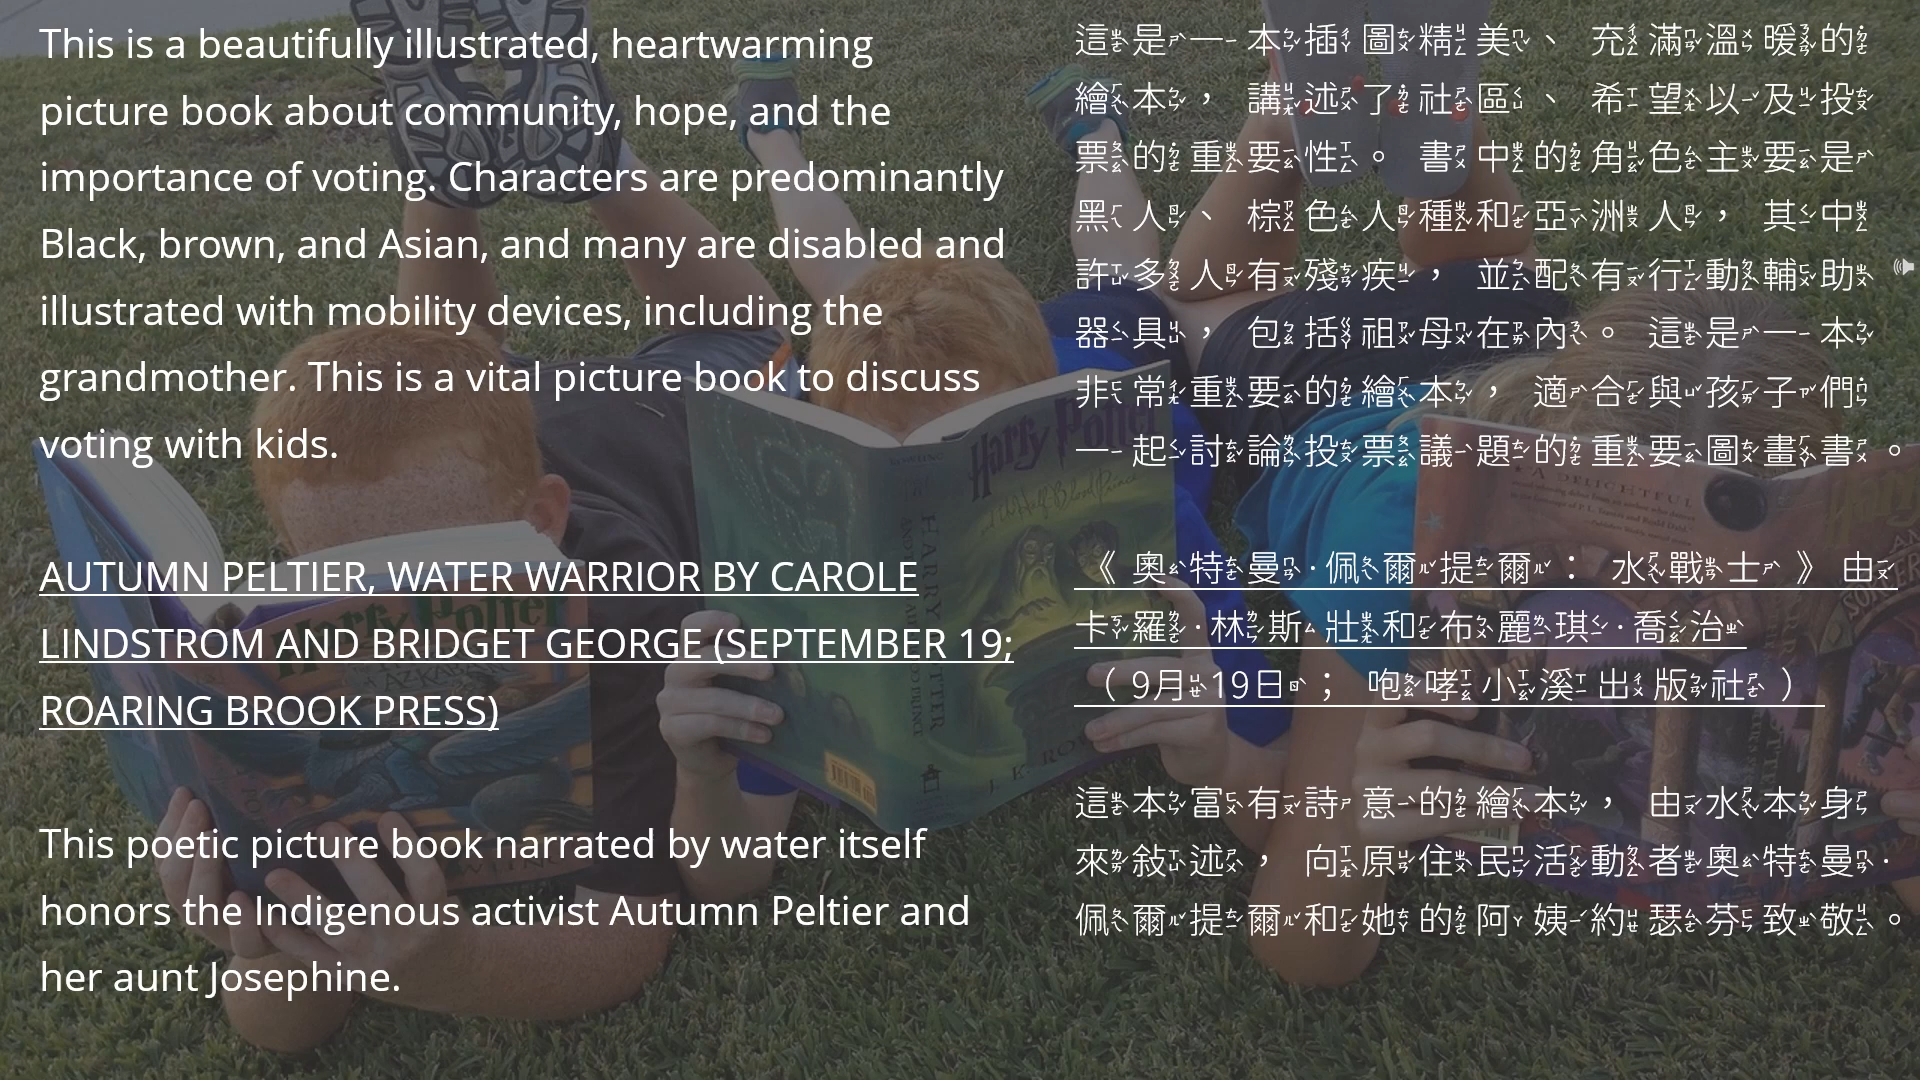 This is a beautifully illustrated, heartwarming
picture book about community, hope, and the
importance of voting. Characters are predominantly
Black, brown, and Asian, and many are disabled and
illustrated with mobility devices, including the
grandmother. This is a vital picture book to discuss
voting with kids.
AUTUMN PELTIER, WATER WARRIOR BY CAROLE
LINDSTROM AND BRIDGET GEORGE (SEPTEMBER 19;
ROARING BROOK PRESS)
This poetic picture book narrated by water itself
honors the Indigenous activist Autumn Peltier and
her aunt Josephine.
這是一本插圖精美、充滿溫暖的
繪本，講述了社區、希望以及投
票的重要性。書中的角色主要是
黑人、棕色人種和亞洲人，其中
許多人有殘疾，並配有行動輔助
器具，包括祖母在內。這是一本
非常重要的繪本，適合與孩子們
一起討論投票議題的重要圖畫書。
《奧特曼·佩爾提爾：水戰士》由
卡羅·林斯壯和布麗琪·喬治
（9月19日；咆哮小溪出版社）
這本富有詩意的繪本，由水本身
來敍述，向原住民活動者奧特曼·
佩爾提爾和她的阿姨約瑟芬致敬。
Harry Potter
HARRY POTTER
J. K. RO
A DELIGHTFUL